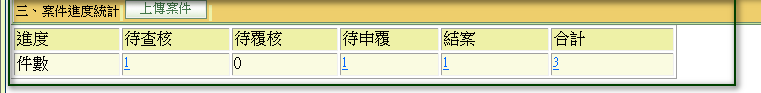 三、案件進度統計 上傳案件
進度 待查核 待覆核 待申覆 結案 合計
件數 1 0 1 1 3